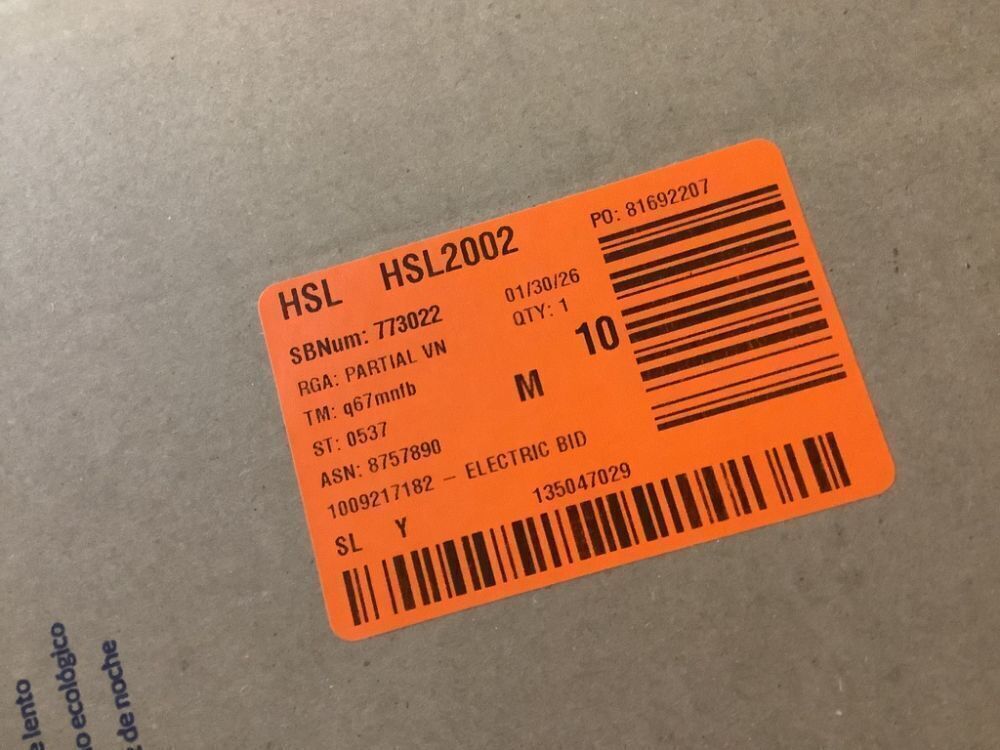 HSL HSL2002
PO: 81692207
SBNum: 773022
01/30/26
RGA: PARTIAL VN
QTY: 1
10
TM: q67mnfb
M
ST: 0537
ASN: 8757890
1009217182 - ELECTRIC BID
SL Y
135047029
e lento
o ecológico
de noche